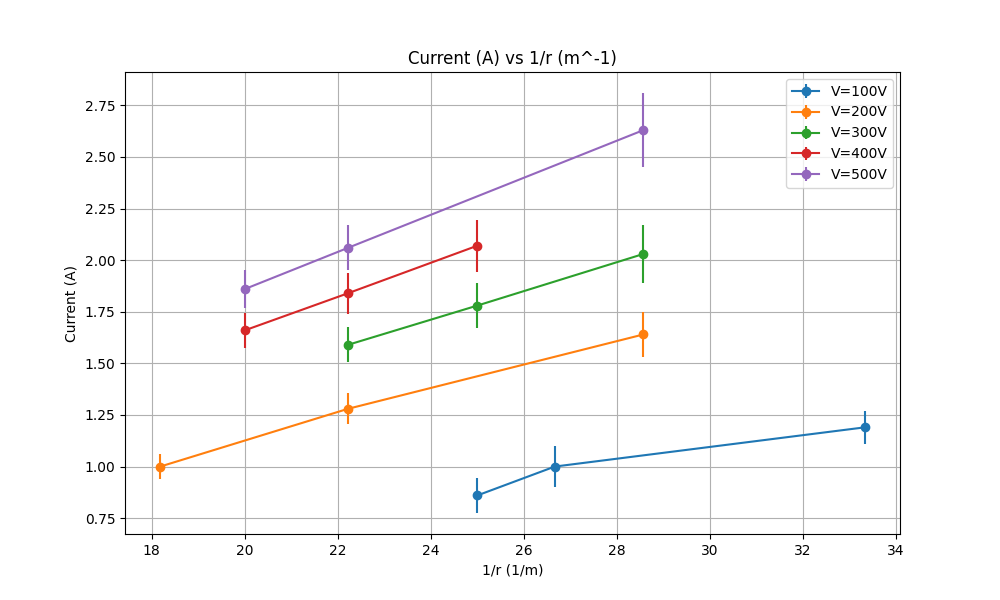 Current (A) vs 1/r (m^-1)
V=100V
V=200V
V=300V
V=400V
V=500V
2.75
2.50
2.25
2.00
1.75
1.50
1.25
1.00
0.75
Current (A)
18 20 22 24 26 28 30 32 34
1/r (1/m)